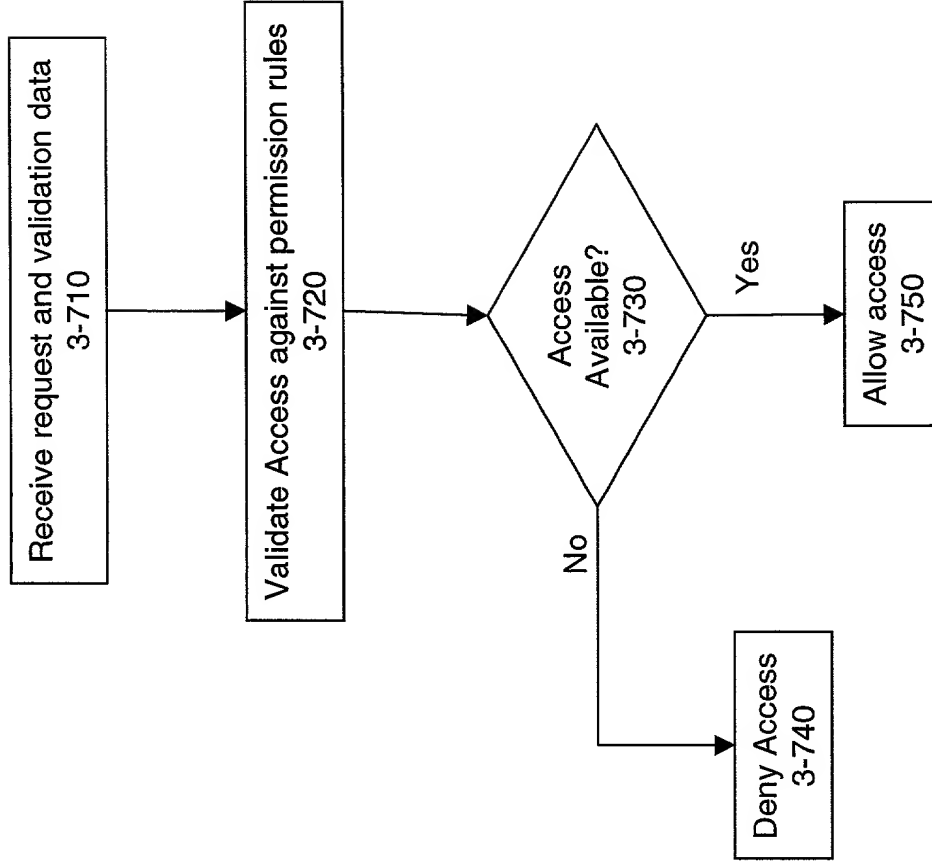 Receive request and validation data
3-710
Validate Access against permission rules
3-720
Access
Available?
3-730
No
Yes
Deny Access
3-740
Allow access
3-750